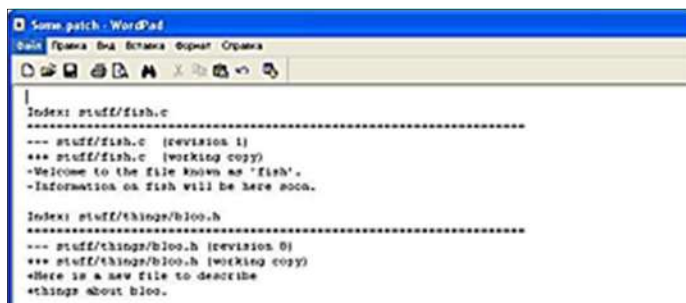 Some.patch - WordPad
Файл Правка Вид Вставка Формат Справка
Index: stuff/fish.c
===================================================================
--- stuff/fish.c (revision 1)
+++ stuff/fish.c (working copy)
-Welcome to the file known as 'fish'.
-Information on fish will be here soon.
Index: stuff/things/bloo.h
===================================================================
--- stuff/things/bloo.h (revision 8)
+++ stuff/things/bloo.h (working copy)
+Here is a new file to describe
+things about bloo.